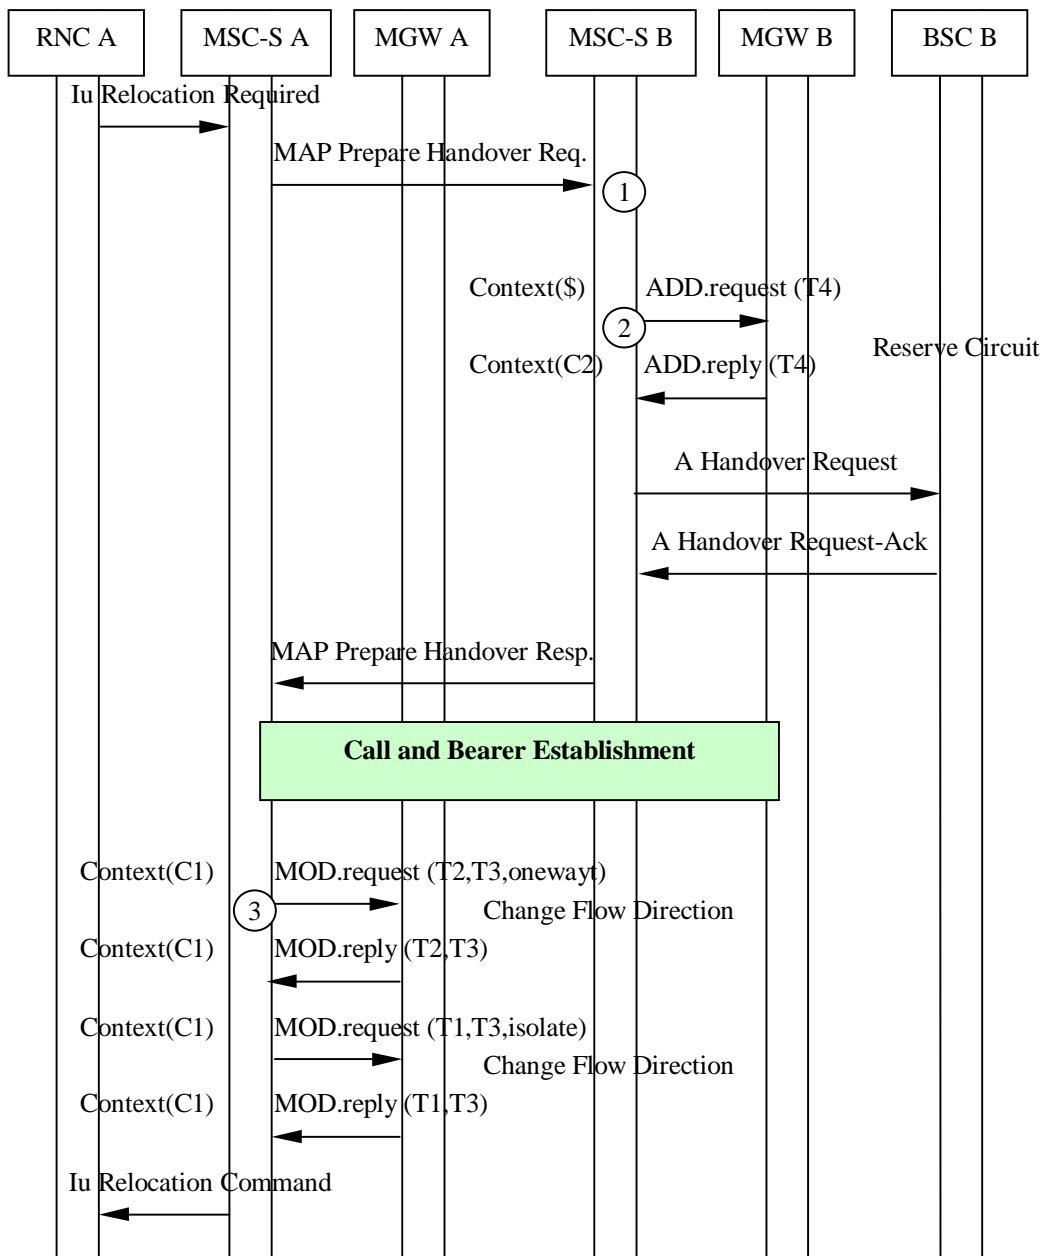 RNC A
MSC-S A
MGW A
MSC-S B
MGW B
BSC B
Iu Relocation Required
MAP Prepare Handover Req.
1
Context($)
ADD.request (T4)
2
Reserve Circuit
Context(C2)
ADD.reply (T4)
A Handover Request
A Handover Request-Ack
MAP Prepare Handover Resp.
Call and Bearer Establishment
Context(C1)
MOD.request (T2,T3,onewayt)
3
Change Flow Direction
Context(C1)
MOD.reply (T2,T3)
Context(C1)
MOD.request (T1,T3,isolate)
Change Flow Direction
Context(C1)
MOD.reply (T1,T3)
Iu Relocation Command